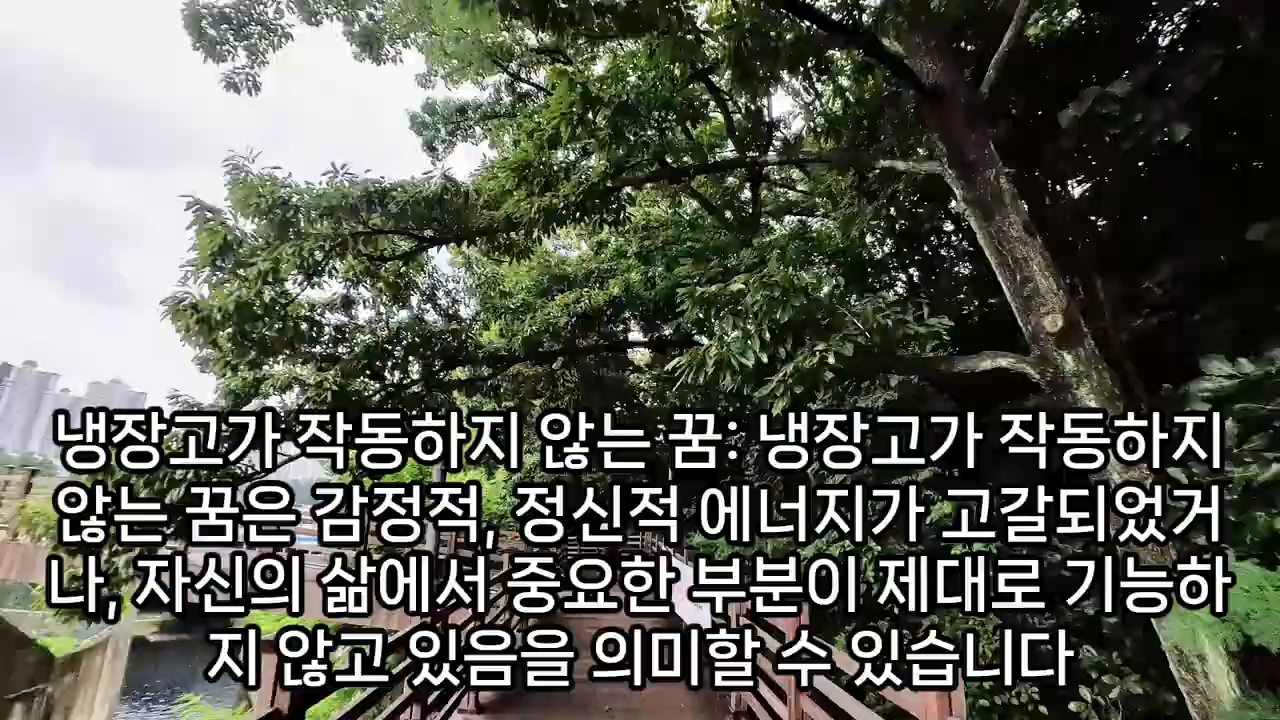 냉장고가 작동하지 않는 꿈: 냉장고가 작동하지
않는 꿈은 감정적, 정신적 에너지가 고갈되었거
나, 자신의 삶에서 중요한 부분이 제대로 기능하
지 않고 있음을 의미할 수 있습니다